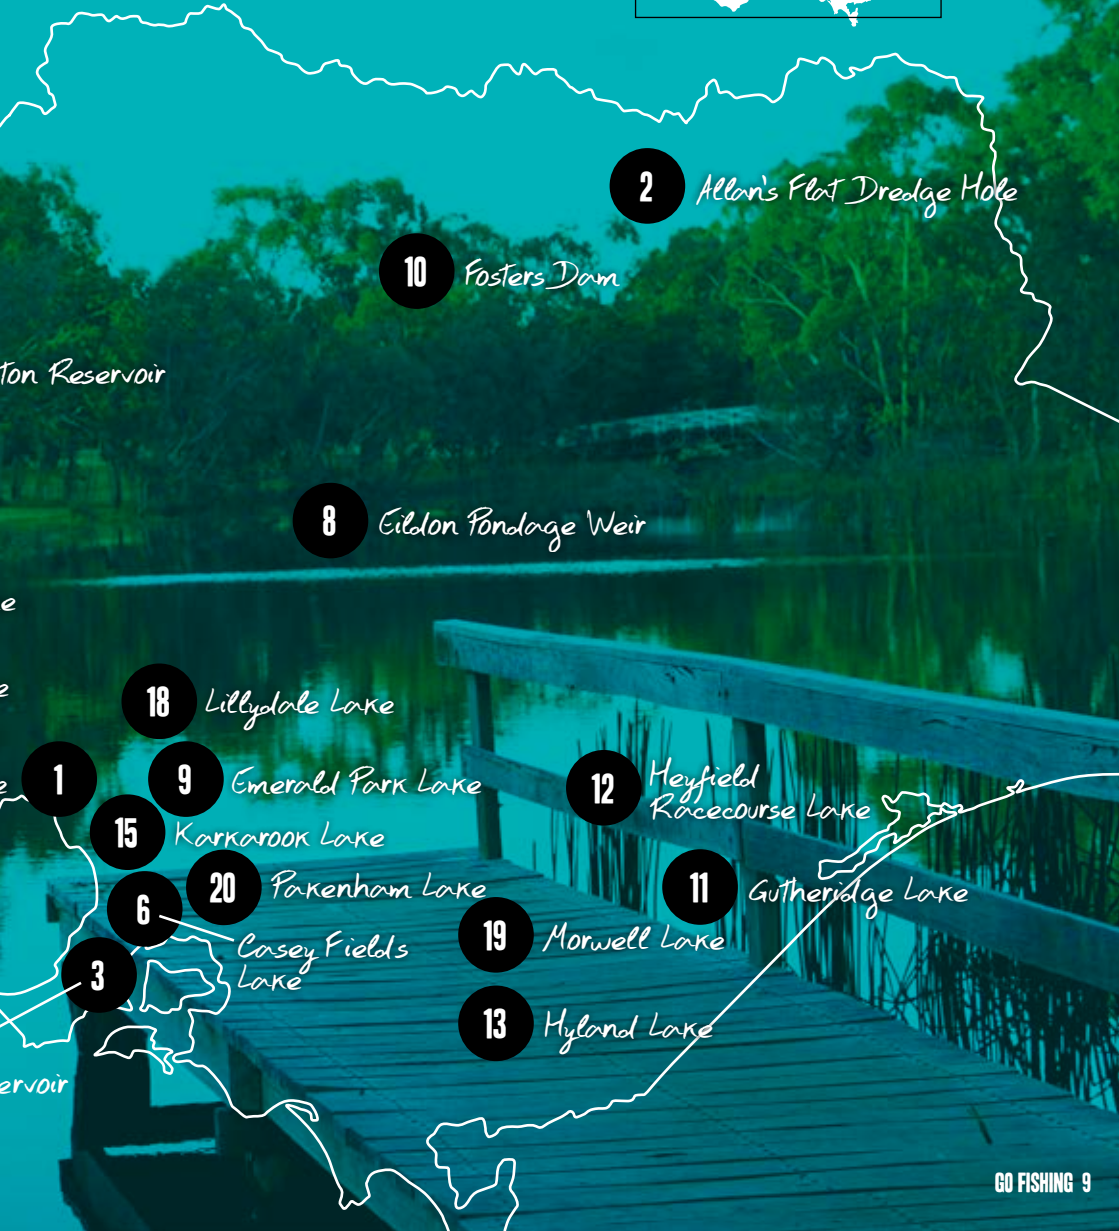 2 Allan's Flat Dredge Hole
10 Fosters Dam
ton Reservoir
8 Eildon Pondage Weir
e
e
18 Lillydale Lake
e 1
9 Emerald Park Lake
12 Heyfield
Racecourse Lake
15 Karkarook Lake
20 Pakenham Lake
11 Gutheridge Lake
6 Casey Fields
Lake
19 Morwell Lake
3
13 Hyland Lake
ervoir
GO FISHING 9